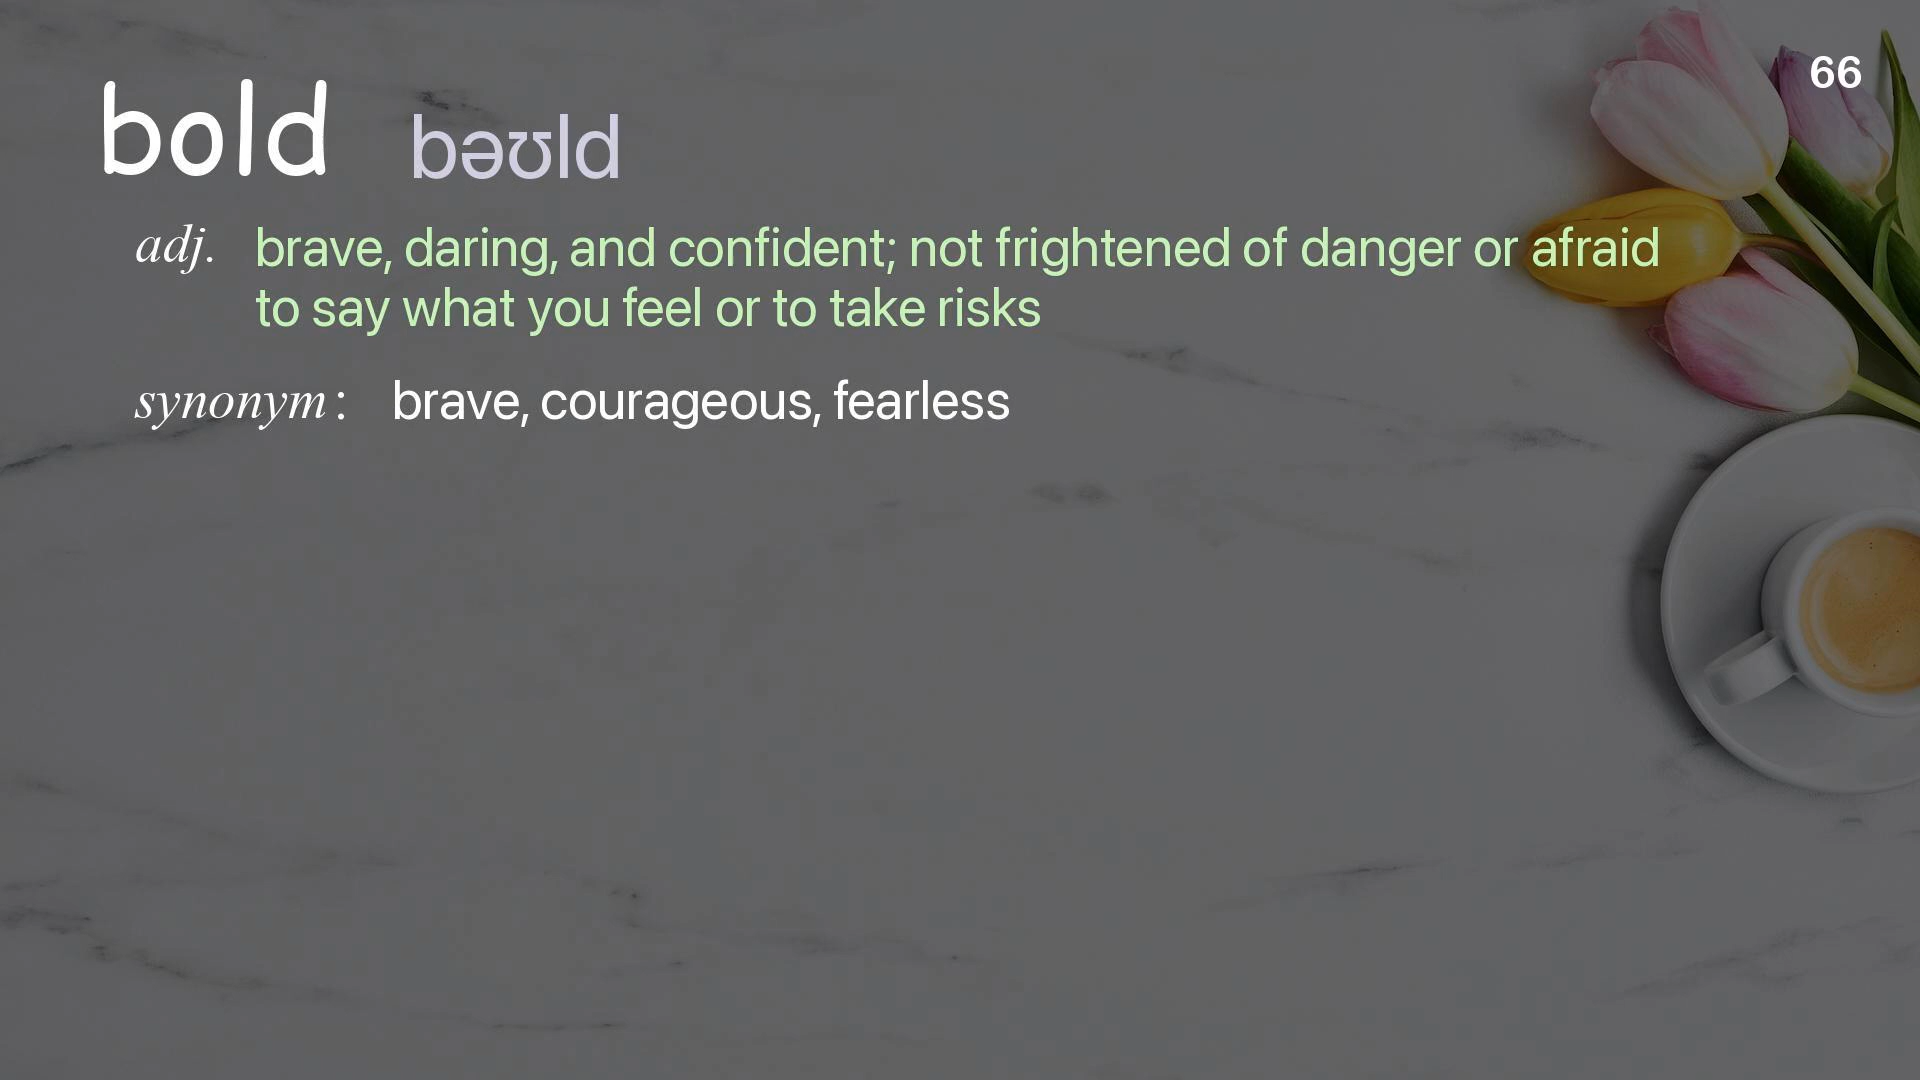 66
bold bəʊld
adj. brave, daring, and confident; not frightened of danger or afraid
to say what you feel or to take risks
synonym : brave, courageous, fearless